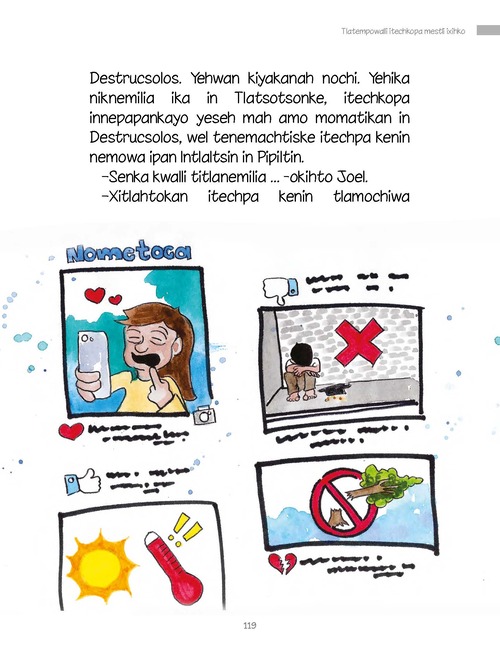 Tlatempowalli itechkopa mestli ixihko
Destrucsolos. Yehwan kiyakanah nochi. Yehika
niknemilia ika in Tlatsotsonke, itechkopa
innepapankayo yeseh mah amo momatikan in
Destrucsolos, wel tenemachtiske itechpa kenin
nemowa ipan Intlaltsin in Pipiltin.
–Senka kwalli titlanemilia ... -okihto Joel.
–Xitlahtokan itechpa kenin tlamochiwa
Nometoca
119